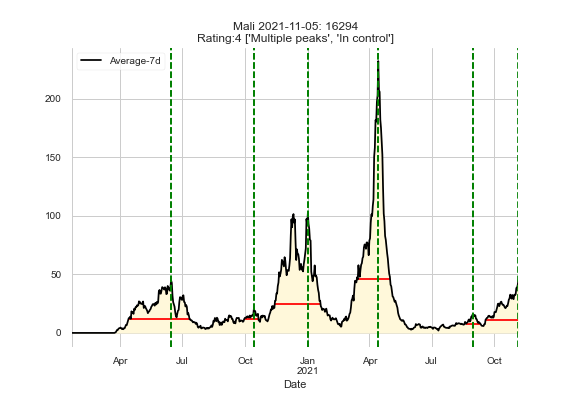 Mali 2021-11-05: 16294
Rating:4 ['Multiple peaks', 'In control']
Average-7d
200
150
100
50
0
Apr Jul Oct Jan Apr Jul Oct
2021
Date